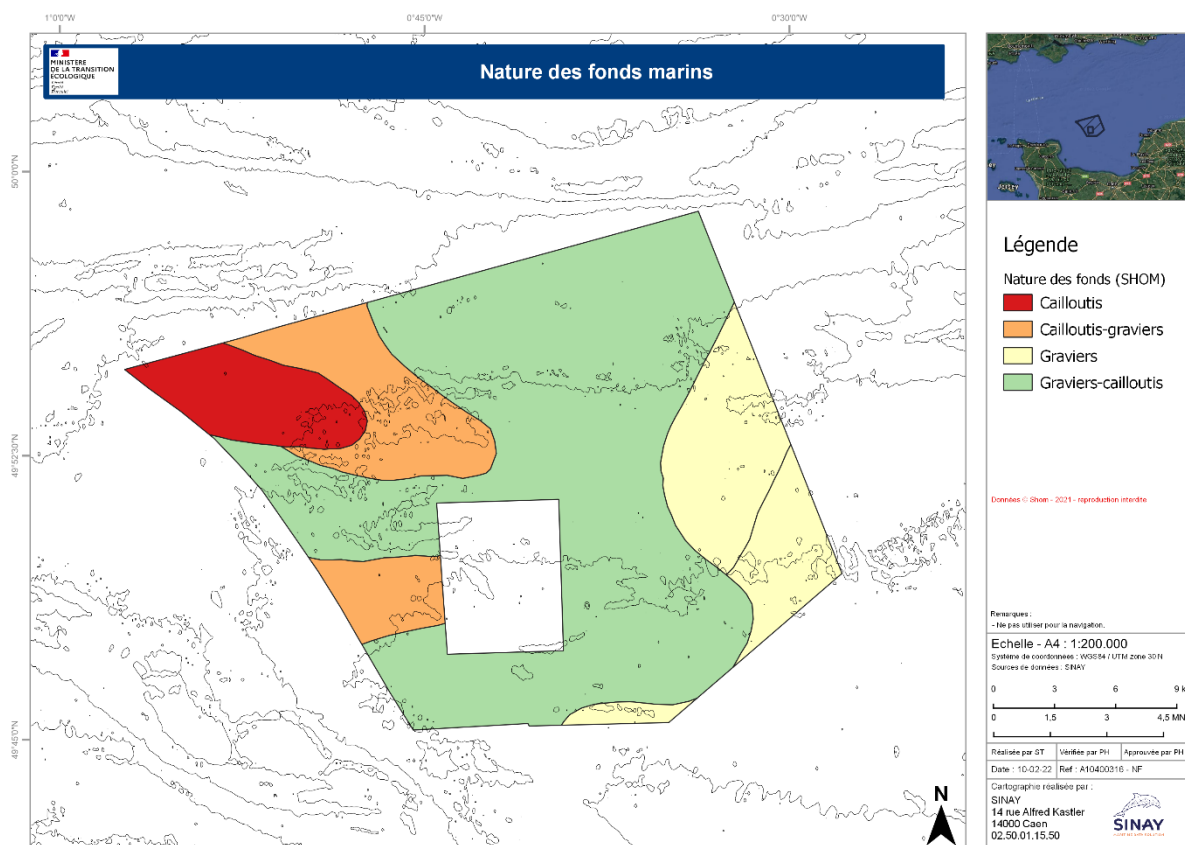 1°0'0"W 0°45'0"W 0°30'0"W
MINISTÈRE
DE LA TRANSITION
ÉCOLOGIQUE
Nature des fonds marins
50°0'0"N
49°52'30"N
49°45'0"N
N
JERSEY
Légende
Nature des fonds (SHOM)
Cailloutis
Cailloutis-graviers
Graviers
Graviers-cailloutis
Données © Shom - 2021 - reproduction interdite
Remarques :
- Ne pas utiliser pour la navigation.
Echelle - A4 : 1:200.000
Système de coordonnées : WGS84 / UTM zone 30 N
Sources de données : SINAY
0 3 6 9 k
0 1,5 3 4,5 MN
Réalisée par ST Vérifiée par PH Approuvée par PH
Date : 10-02-22 Ref : A10400316 - NF
Cartographie réalisée par :
SINAY
14 rue Alfred Kastler
14000 Caen
02.50.01.15.50
SINAY